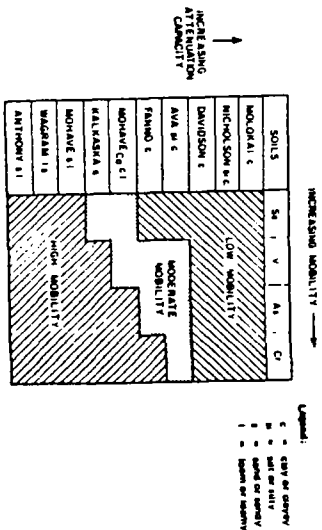 INCREASING MOBILITY
SOILS Se V As Cr
MOLOKAI c
NICHOLSON si c
DAVIDSON c
AVA si c
FANNO c
MOHAVE Ca cl
KALKASKA s
MOHAVE sl
WAGRAM ls
ANTHONY sl
LOW MOBILITY
MODERATE
MOBILITY
HIGH MOBILITY
INCREASING
ATTENUATION
CAPACITY
Legend:
c = clay or clayey
si = silt or silty
s = sand or sandy
l = loam or loamy